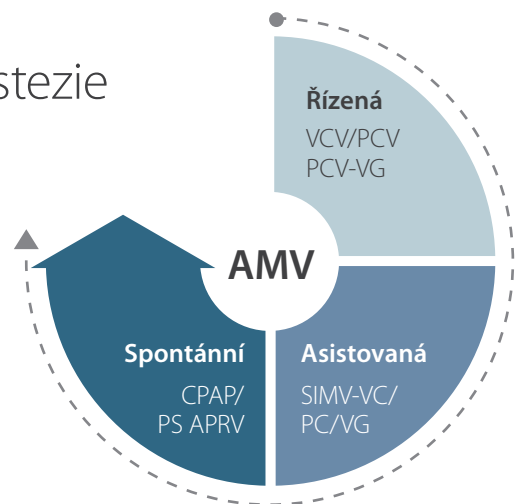 stezie
Řízená
VCV/PCV
PCV-VG
AMV
Spontánní
CPAP/
PS APRV
Asistovaná
SIMV-VC/
PC/VG